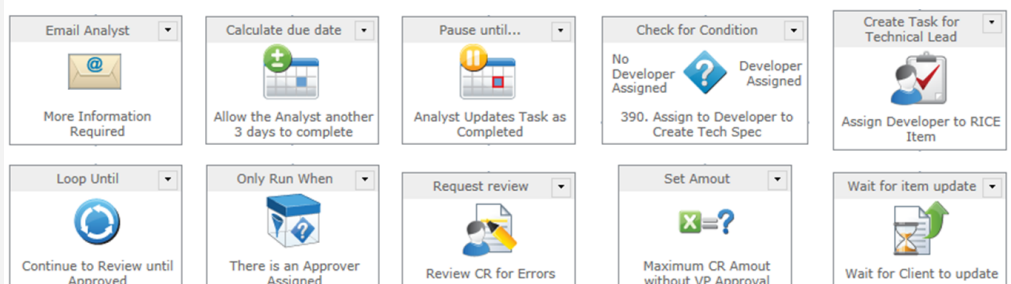 Email Analyst
More Information
Required
Calculate due date
Allow the Analyst another
3 days to complete
Pause until...
Analyst Updates Task as
Completed
Check for Condition
No
Developer
Assigned
Developer
Assigned
390. Assign to Developer to
Create Tech Spec
Create Task for
Technical Lead
Assign Developer to RICE
Item
Loop Until
Continue to Review until
Approved
Only Run When
There is an Approver
Assigned
Request review
Review CR for Errors
Set Amout
Maximum CR Amout
without VP Approval
Wait for item update
Wait for Client to update